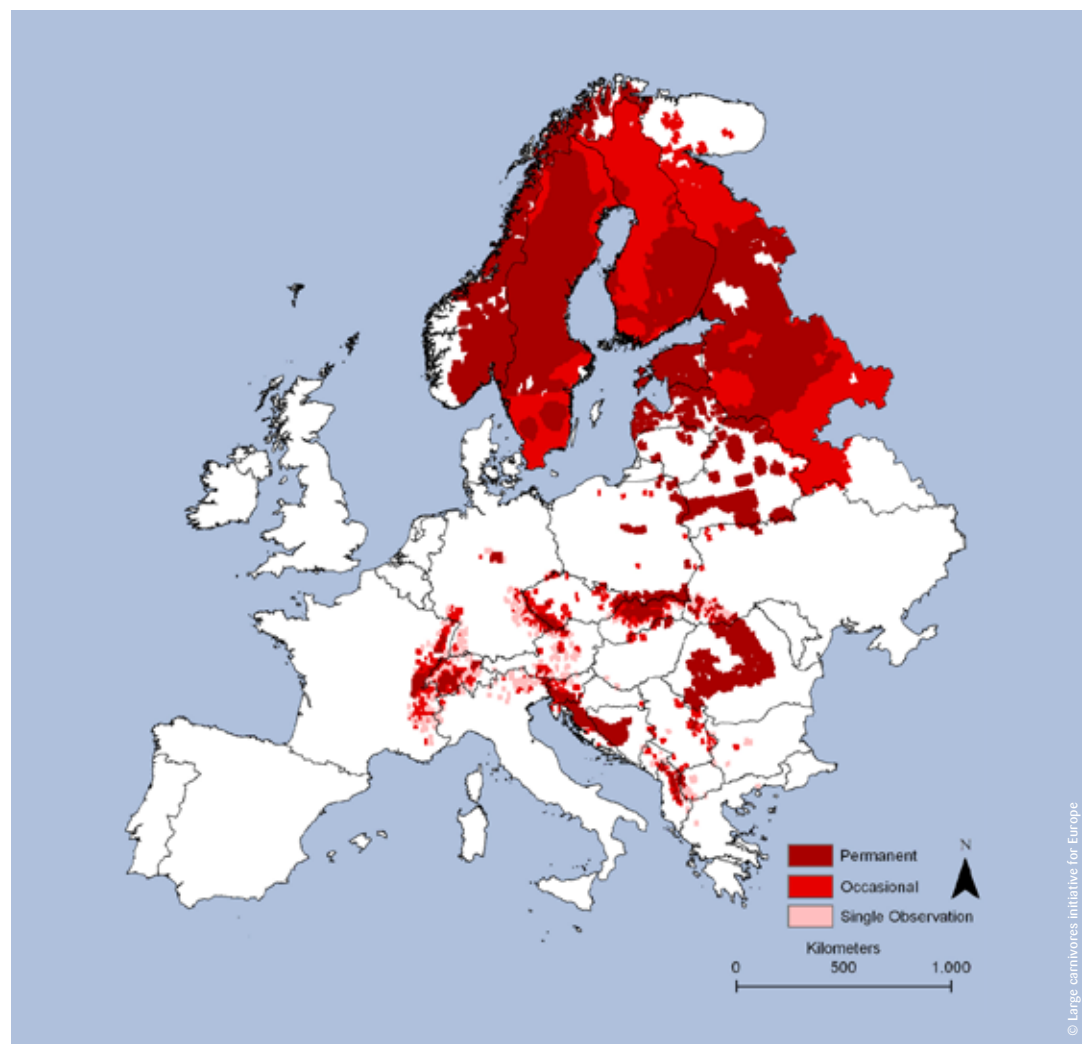 N
Permanent
Occasional
Single Observation
Kilometers
0 500 1.000
© Large carnivores initiative for Europe